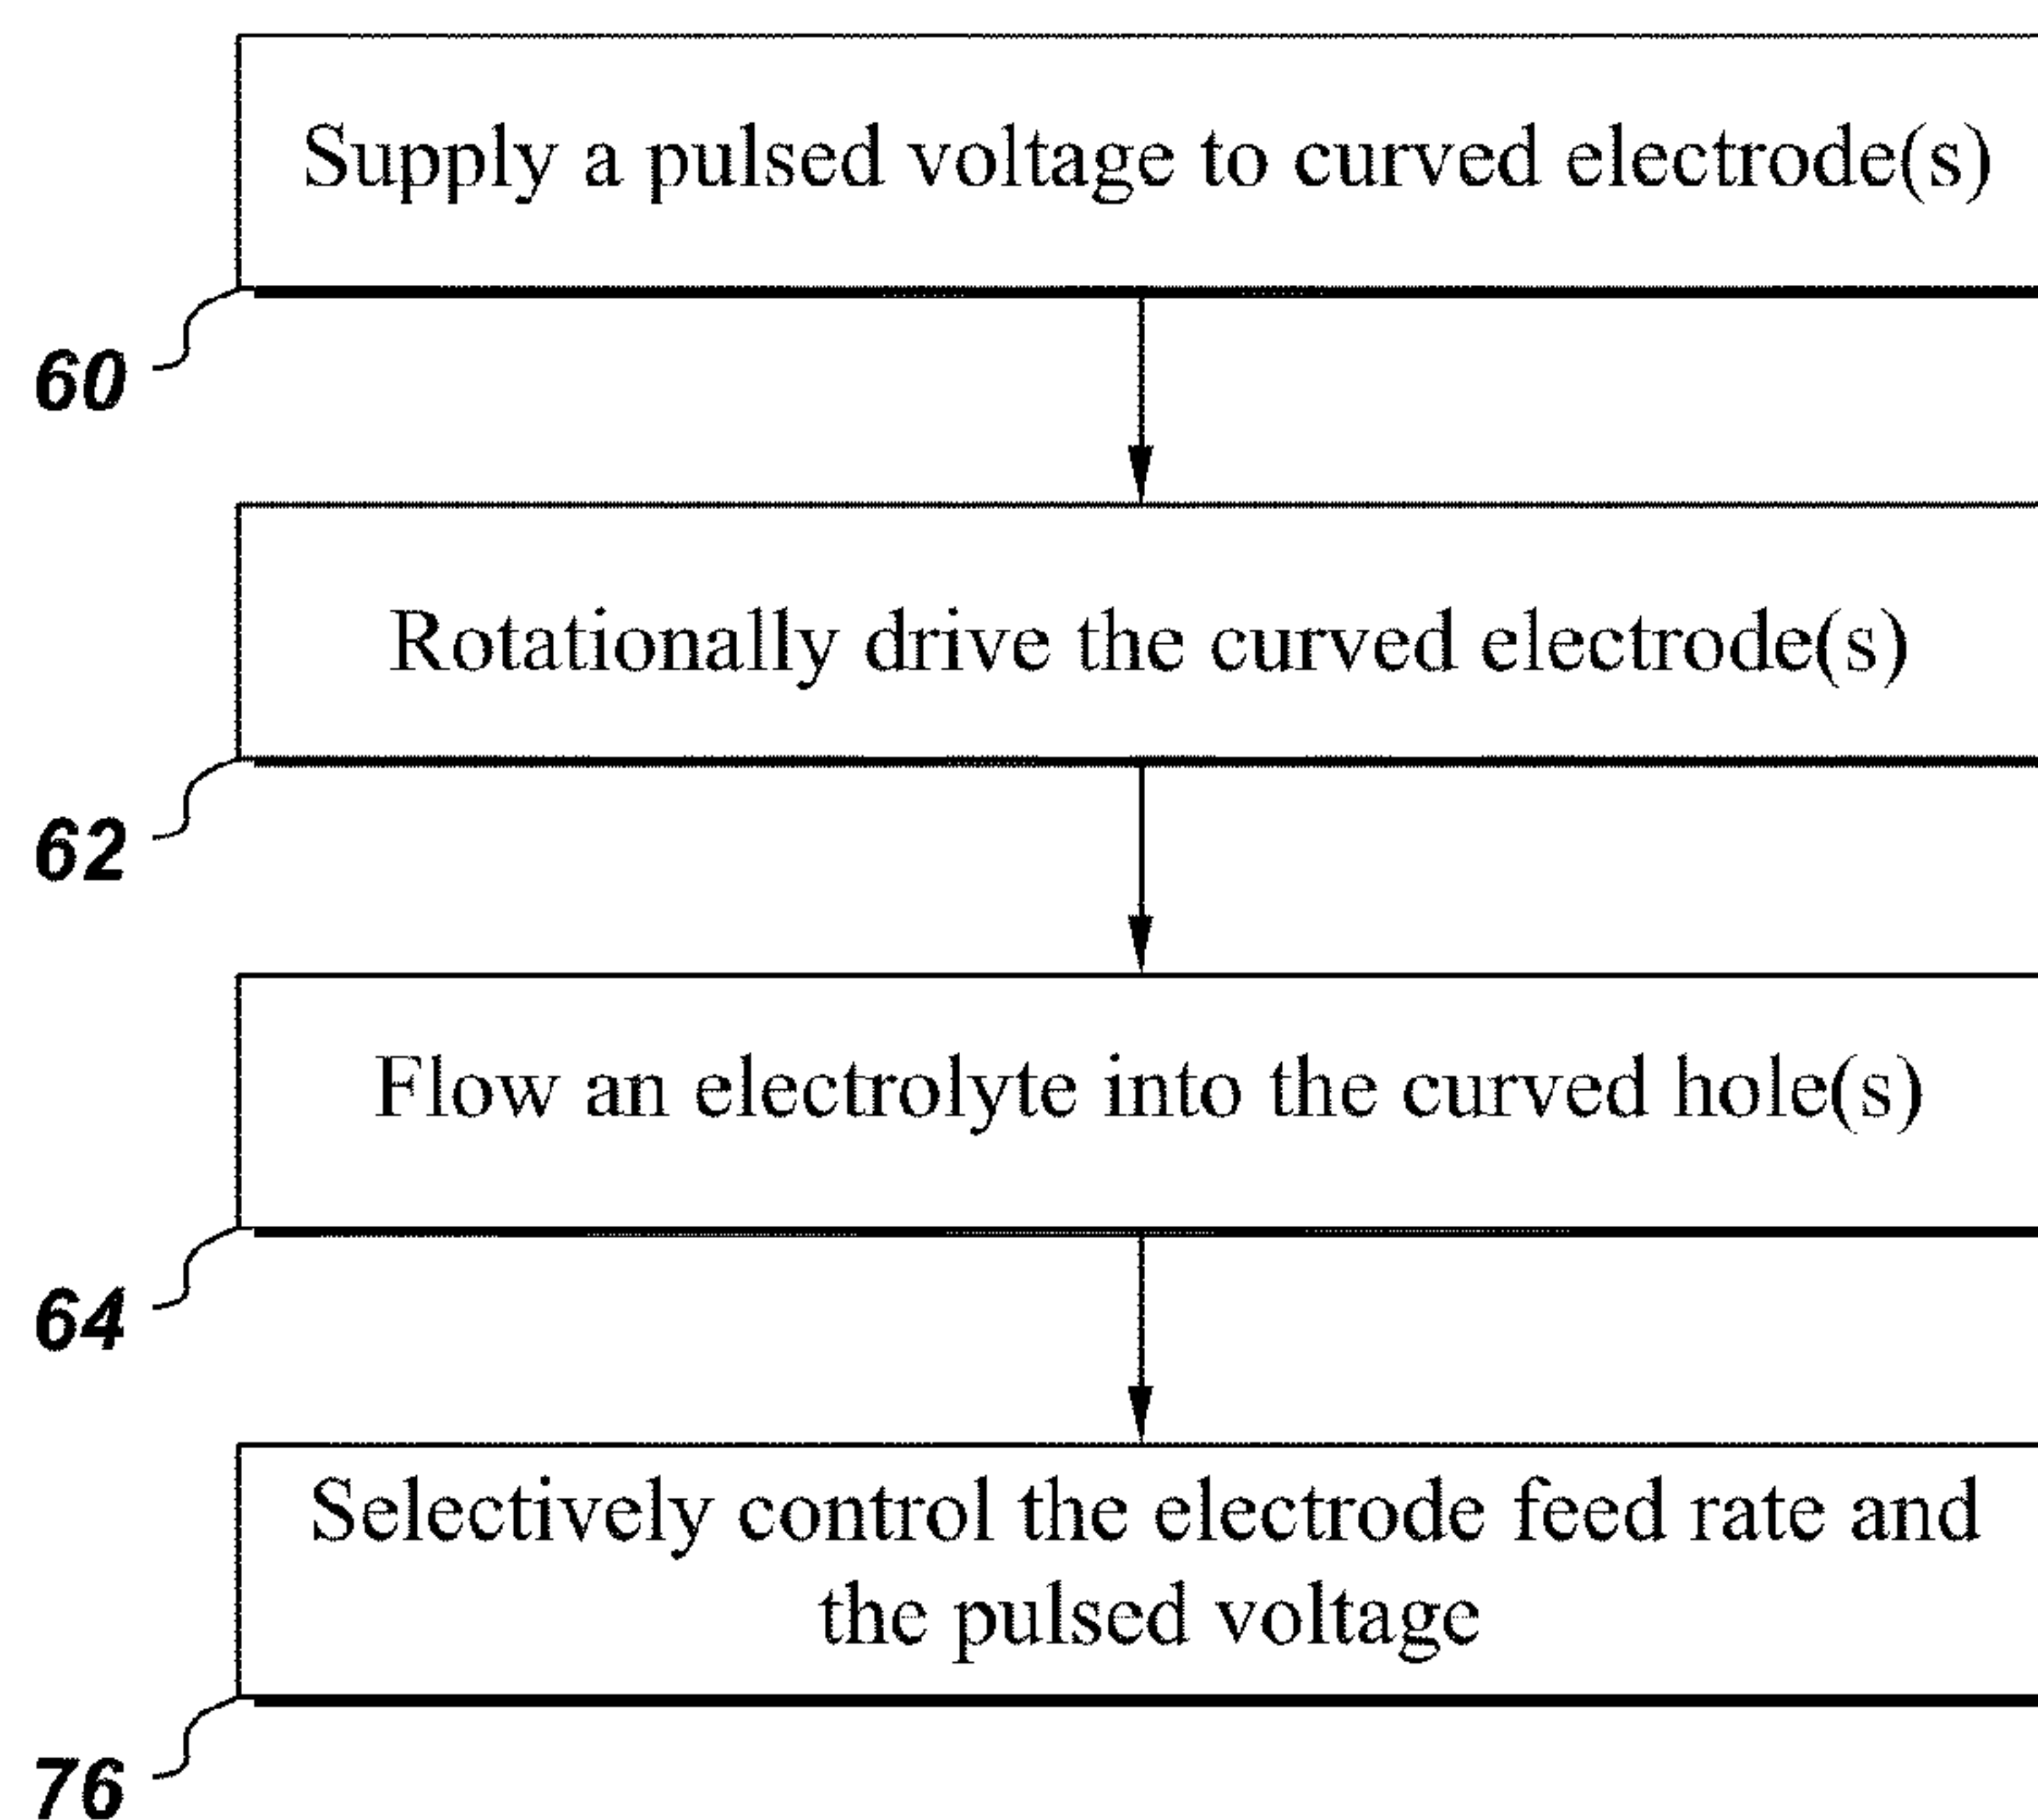 Supply a pulsed voltage to curved electrode(s)
60
Rotationally drive the curved electrode(s)
62
Flow an electrolyte into the curved hole(s)
64
Selectively control the electrode feed rate and
the pulsed voltage
76